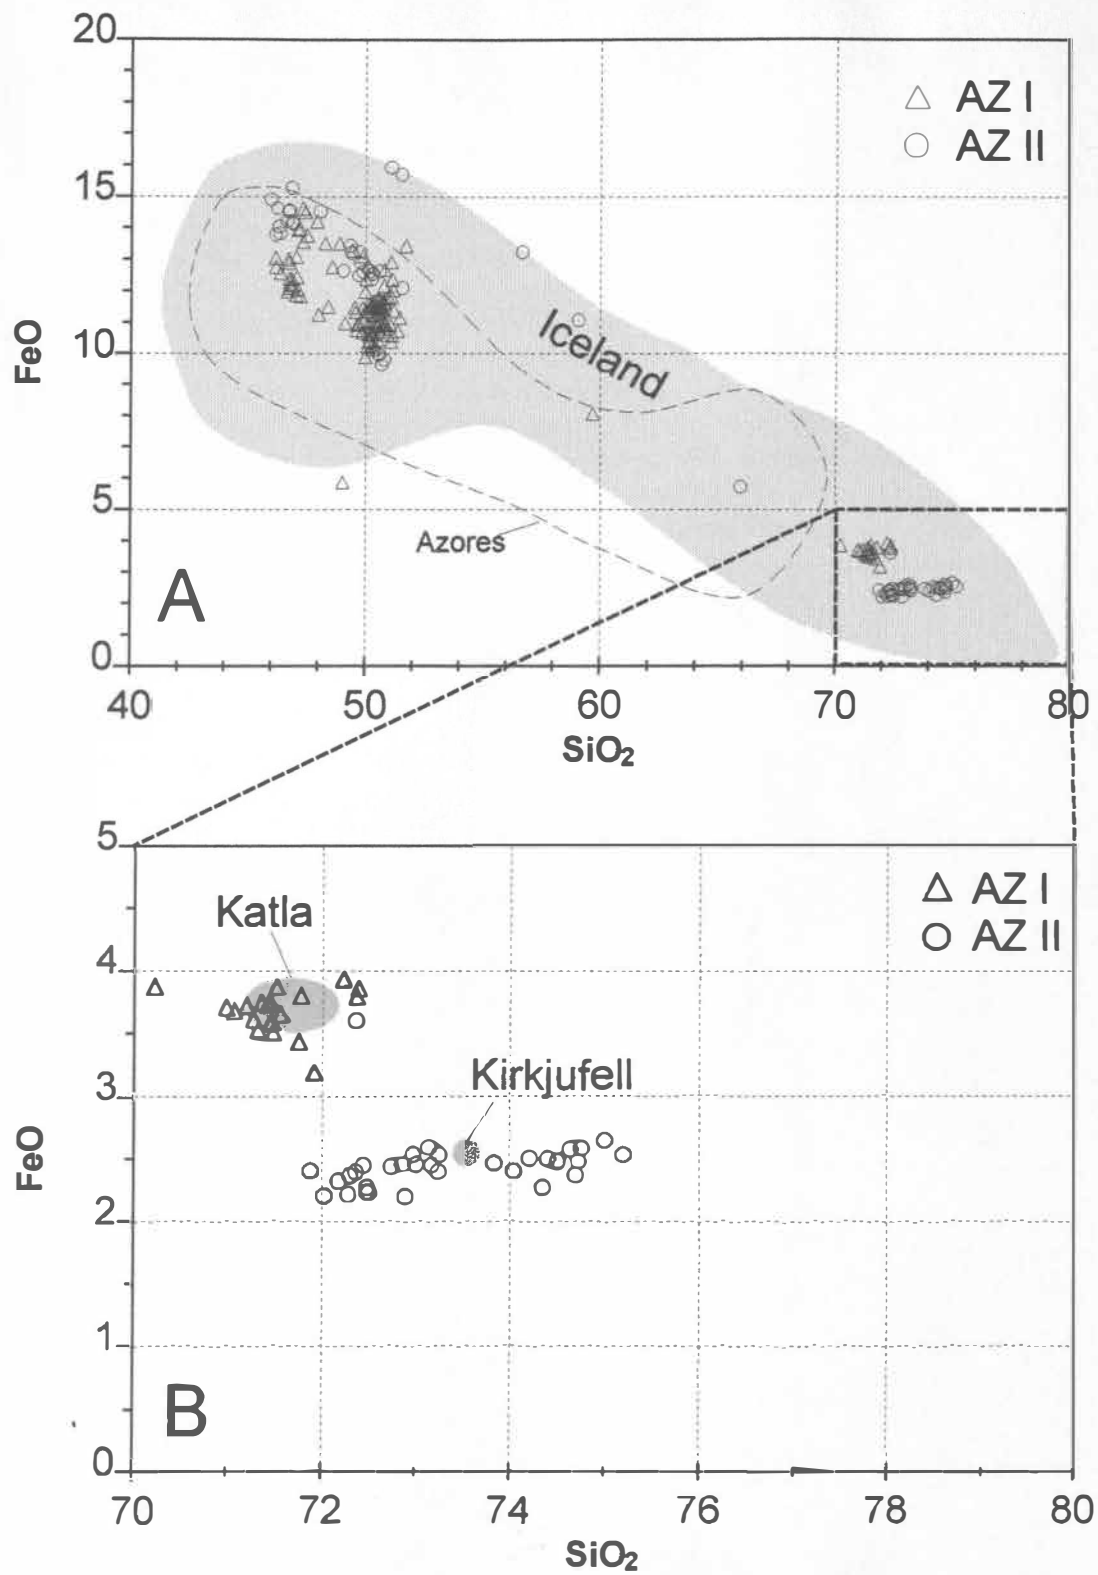 20
AZ I
AZ II
15
FeO
10
Iceland
5
Azores
A
0
40 50 60 70 80
SiO₂
5
AZ I
Katla
AZ II
4
Kirkjufell
3
FeO
2
1
B
0
70 72 74 76 78 80
SiO₂